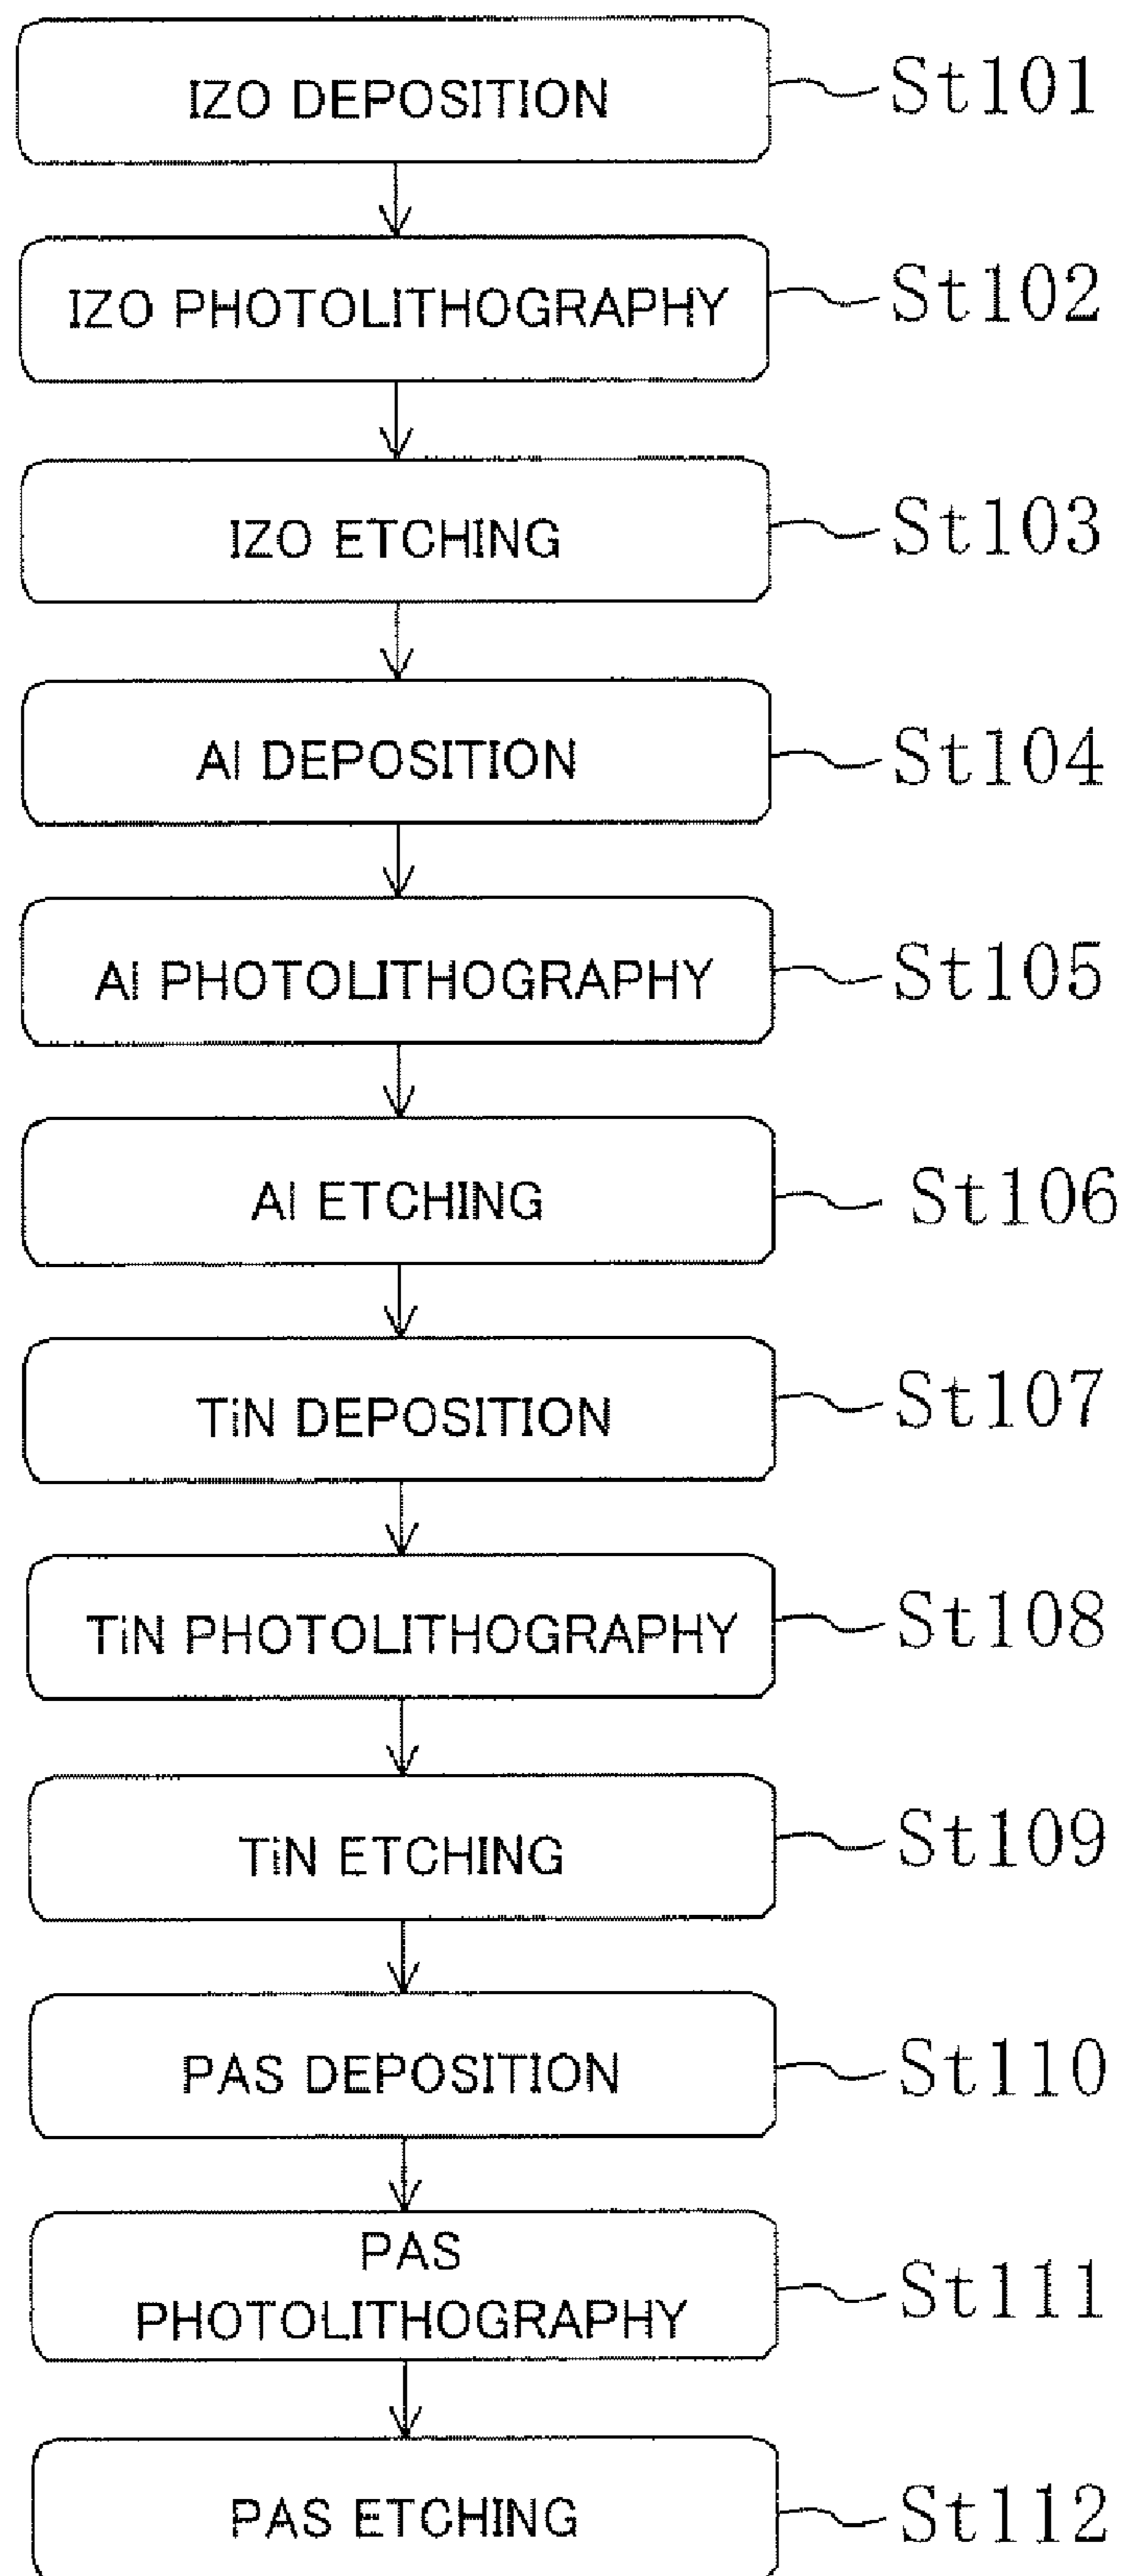 IZO DEPOSITION St101
IZO PHOTOLITHOGRAPHY St102
IZO ETCHING St103
Al DEPOSITION St104
Al PHOTOLITHOGRAPHY St105
Al ETCHING St106
TiN DEPOSITION St107
TiN PHOTOLITHOGRAPHY St108
TiN ETCHING St109
PAS DEPOSITION St110
PAS
PHOTOLITHOGRAPHY St111
PAS ETCHING St112